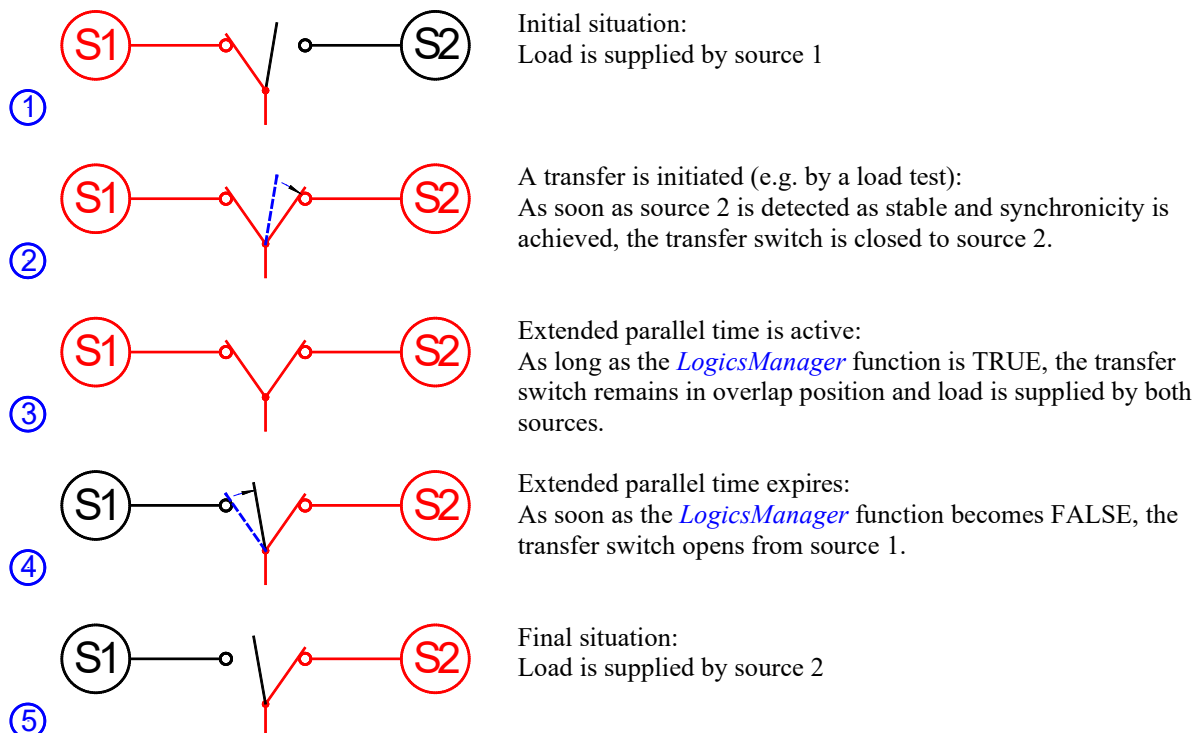 S1
S2
Initial situation:
Load is supplied by source 1
1
S1
S2
A transfer is initiated (e.g. by a load test):
As soon as source 2 is detected as stable and synchronicity is
achieved, the transfer switch is closed to source 2.
2
S1
S2
Extended parallel time is active:
As long as the LogicsManager function is TRUE, the transfer
switch remains in overlap position and load is supplied by both
sources.
3
S1
S2
Extended parallel time expires:
As soon as the LogicsManager function becomes FALSE, the
transfer switch opens from source 1.
4
S1
S2
Final situation:
Load is supplied by source 2
5